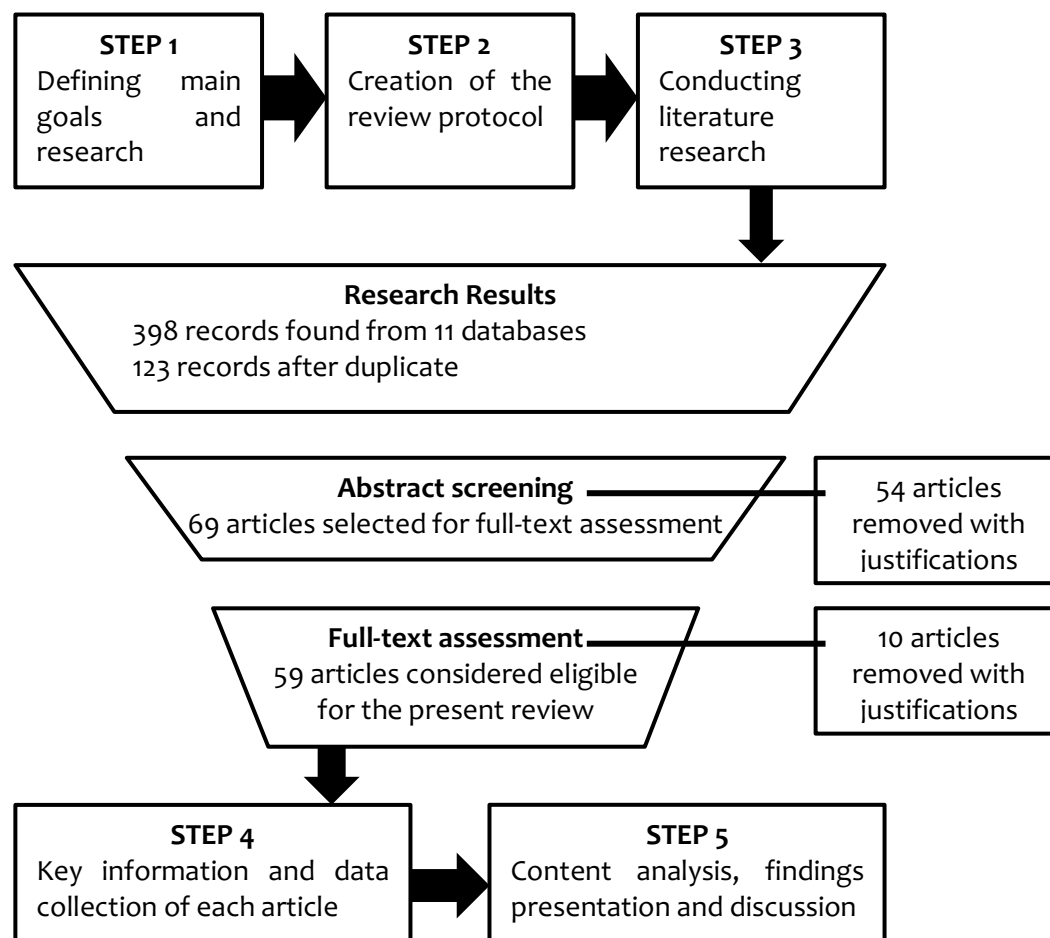 STEP 1
Defining main
goals and
research
STEP 2
Creation of the
review protocol
STEP 3
Conducting
literature
research
Research Results
398 records found from 11 databases
123 records after duplicate
Abstract screening
69 articles selected for full-text assessment
54 articles
removed with
justifications
Full-text assessment
59 articles considered eligible
for the present review
10 articles
removed with
justifications
STEP 4
Key information and data
collection of each article
STEP 5
Content analysis, findings
presentation and discussion